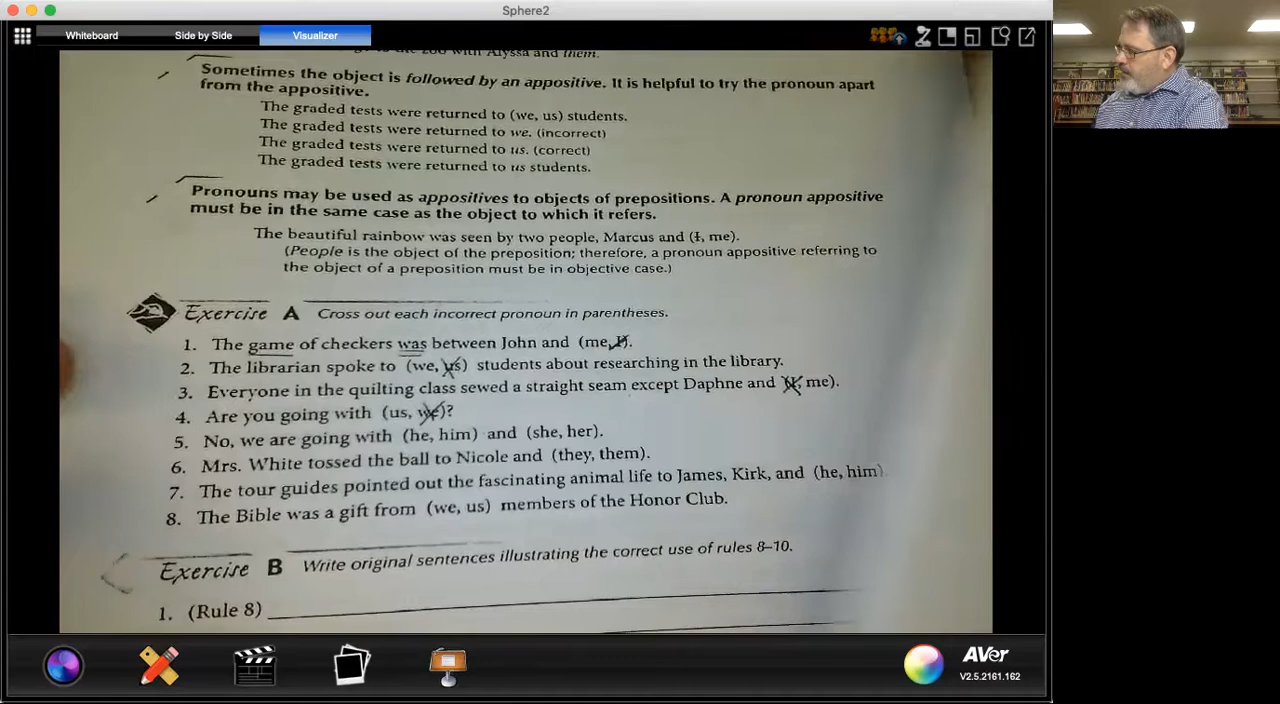 Sphere2
Whiteboard Side by Side Visualizer
to the zoo with Alyssa and them.
Sometimes the object is followed by an appositive. It is helpful to try the pronoun apart
from the appositive.
The graded tests were returned to (we, us) students.
The graded tests were returned to we. (incorrect)
The graded tests were returned to us. (correct)
The graded tests were returned to us students.
Pronouns may be used as appositives to objects of prepositions. A pronoun appositive
must be in the same case as the object to which it refers.
The beautiful rainbow was seen by two people, Marcus and (I, me).
(People is the object of the preposition; therefore, a pronoun appositive referring to
the object of a preposition must be in objective case.)
Exercise A Cross out each incorrect pronoun in parentheses.
1. The game of checkers was between John and (me, I).
2. The librarian spoke to (we, us) students about researching in the library.
3. Everyone in the quilting class sewed a straight seam except Daphne and (I, me).
4. Are you going with (us, we)?
5. No, we are going with (he, him) and (she, her).
6. Mrs. White tossed the ball to Nicole and (they, them).
7. The tour guides pointed out the fascinating animal life to James, Kirk, and (he, him)
8. The Bible was a gift from (we, us) members of the Honor Club.
Exercise B Write original sentences illustrating the correct use of rules 8–10.
1. (Rule 8)
AVer
V2.5.2161.162